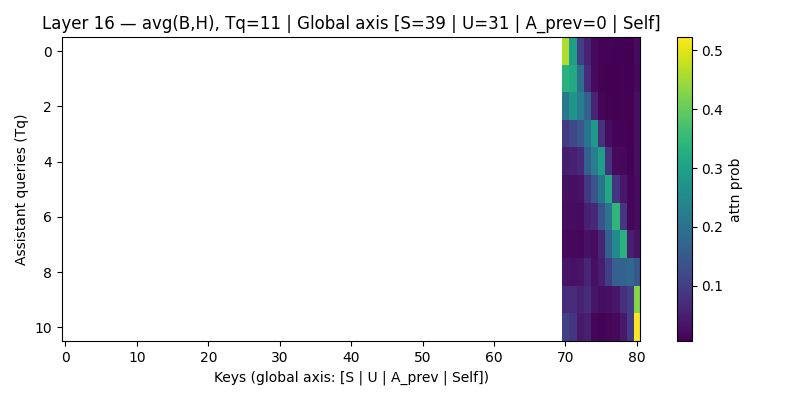 Layer 16 — avg(B,H), Tq=11 | Global axis [S=39 | U=31 | A_prev=0 | Self]
Assistant queries (Tq)
0
2
4
6
8
10
0 10 20 30 40 50 60 70 80
Keys (global axis: [S | U | A_prev | Self])
0.5
0.4
0.3
0.2
0.1
attn prob